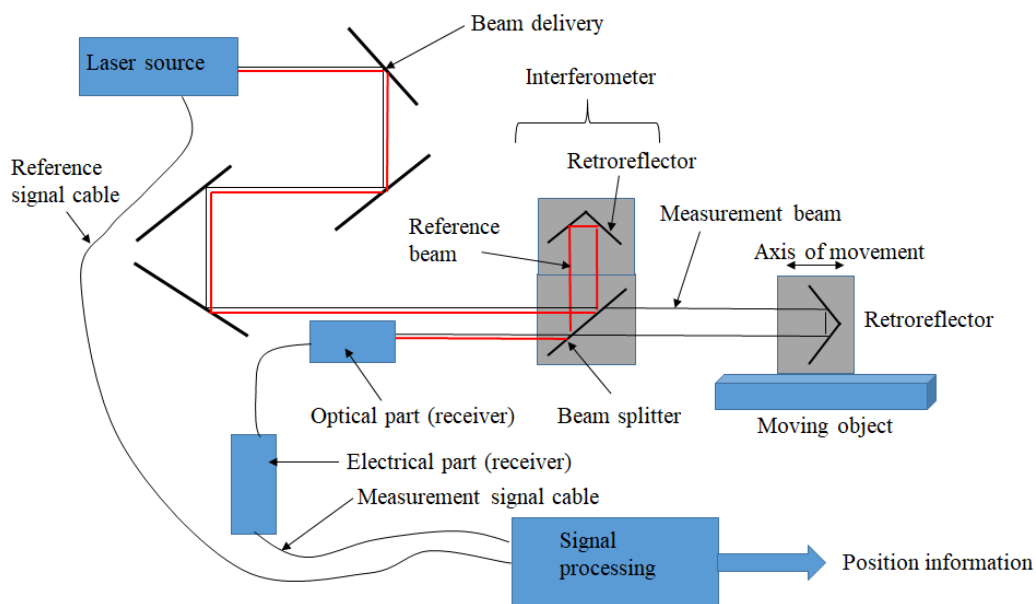 Beam delivery
Laser source
Interferometer
Reference
signal cable
Retroreflector
Reference
beam
Measurement beam
Axis of movement
Retroreflector
Optical part (receiver)
Beam splitter
Moving object
Electrical part (receiver)
Measurement signal cable
Signal
processing
Position information